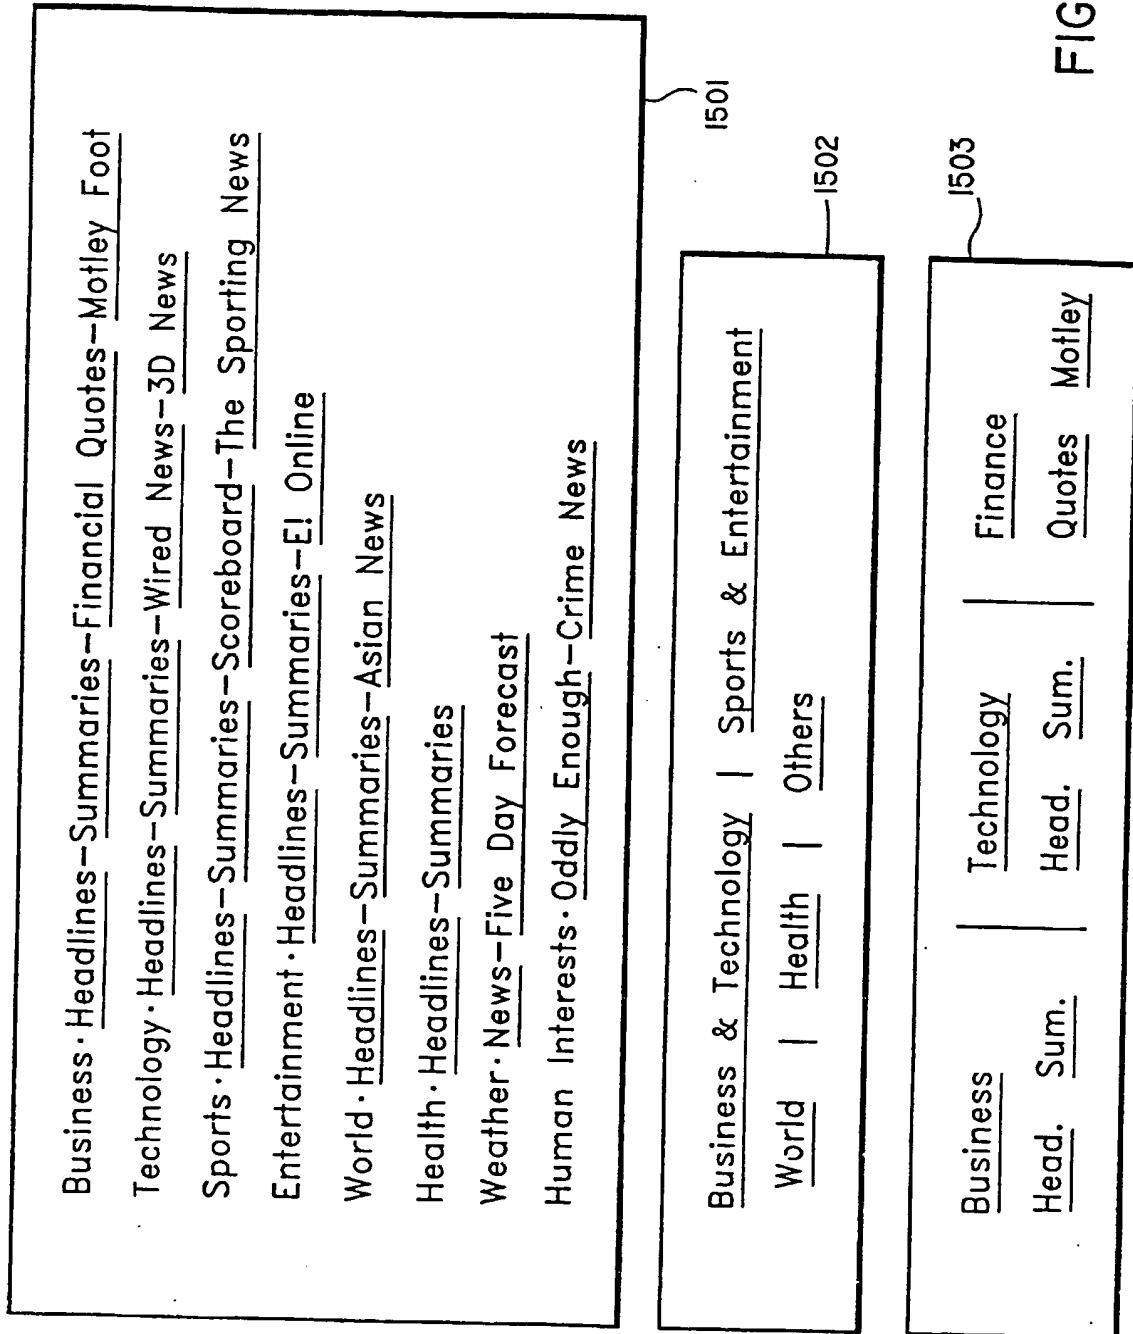 Business · Headlines–Summaries–Financial Quotes–Motley Foot
Technology · Headlines–Summaries–Wired News–3D News
Sports · Headlines–Summaries–Scoreboard–The Sporting News
Entertainment · Headlines–Summaries–E! Online
World · Headlines–Summaries–Asian News
Health · Headlines–Summaries
Weather · News–Five Day Forecast
Human Interests · Oddly Enough–Crime News
1501
Business & Technology | Sports & Entertainment
World | Health | Others
1502
Business | Technology | Finance
Head. Sum. | Head. Sum. | Quotes Motley
1503
FIG